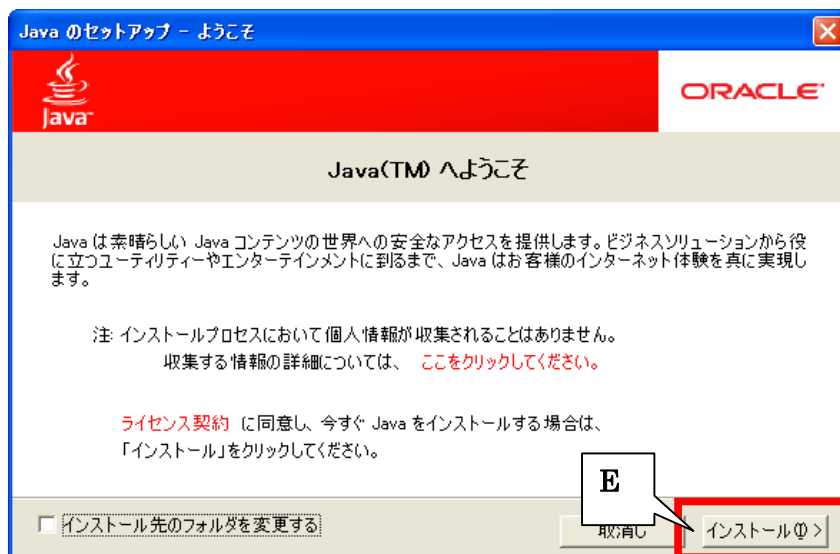 Java のセットアップ - ようこそ
Java
ORACLE
Java(TM) へようこそ
Java は素晴らしい Java コンテンツの世界への安全なアクセスを提供します。ビジネスソリューションから役
に立つユーティリティーやエンターテインメントに到るまで、Java はお客様のインターネット体験を真に実現し
ます。
注: インストールプロセスにおいて個人情報が収集されることはありません。
収集する情報の詳細については、 ここをクリックしてください。
ライセンス契約 に同意し、今すぐ Java をインストールする場合は、
「インストール」をクリックしてください。
E
インストール先のフォルダを変更する
取消し
インストール(I) >